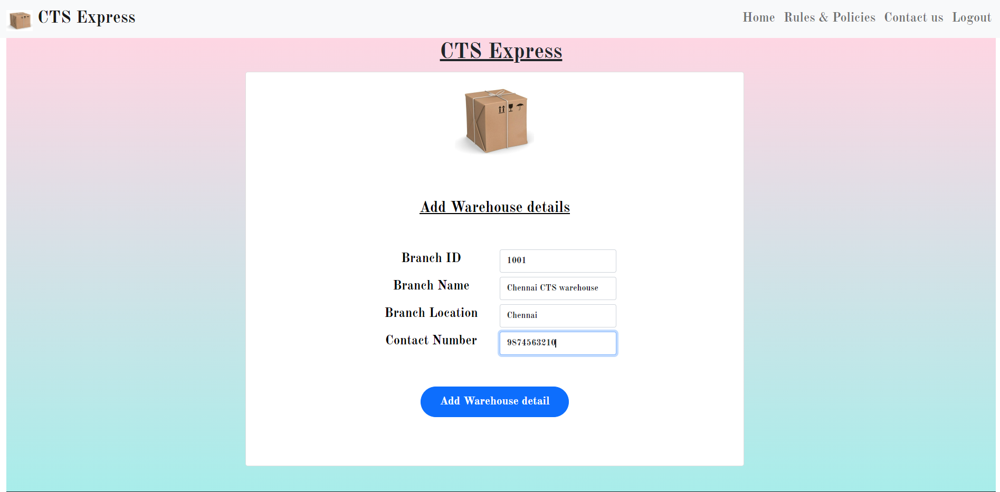 CTS Express
Home Rules & Policies Contact us Logout
CTS Express
Add Warehouse details
Branch ID 1001
Branch Name Chennai CTS warehouse
Branch Location Chennai
Contact Number 9874563210
Add Warehouse detail